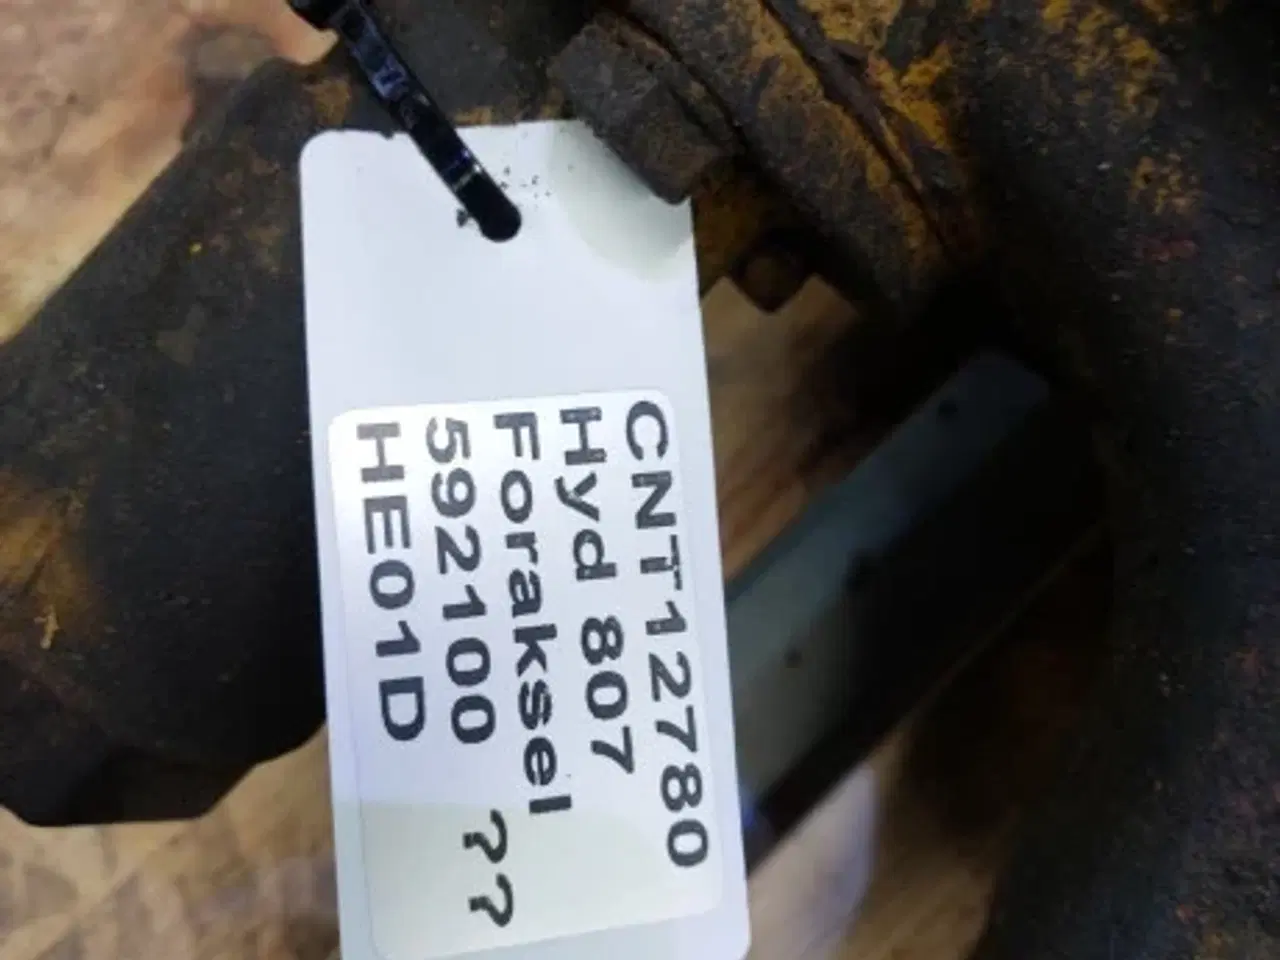 CNT12780
Hyd 807
Foraksel
592100 ??
HE01D